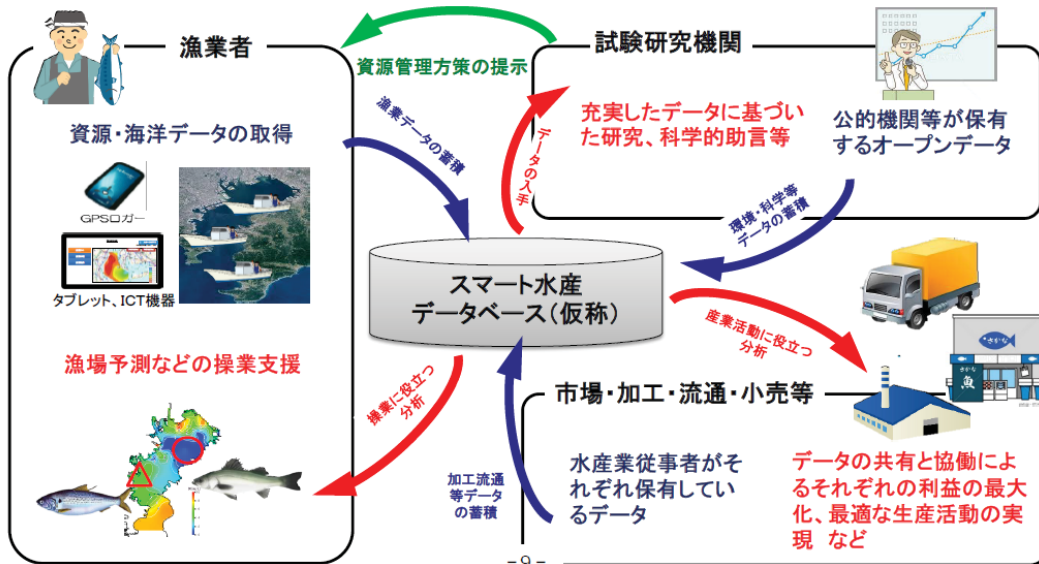 漁業者
資源・海洋データの取得
GPSロガー
タブレット、ICT機器
漁場予測などの操業支援
資源管理方策の提示
漁業データの蓄積
データの入手
試験研究機関
充実したデータに基づい
た研究、科学的助言等
公的機関等が保有
するオープンデータ
環境・科学等
データの蓄積
スマート水産
データベース(仮称)
産業活動に役立つ
分析
操業に役立つ
分析
加工流通
等データ
の蓄積
市場・加工・流通・小売等
水産業従事者がそ
れぞれ保有してい
るデータ
さかな
さかな
魚
データの共有と協働によ
るそれぞれの利益の最大
化、最適な生産活動の実
現 など
-9-